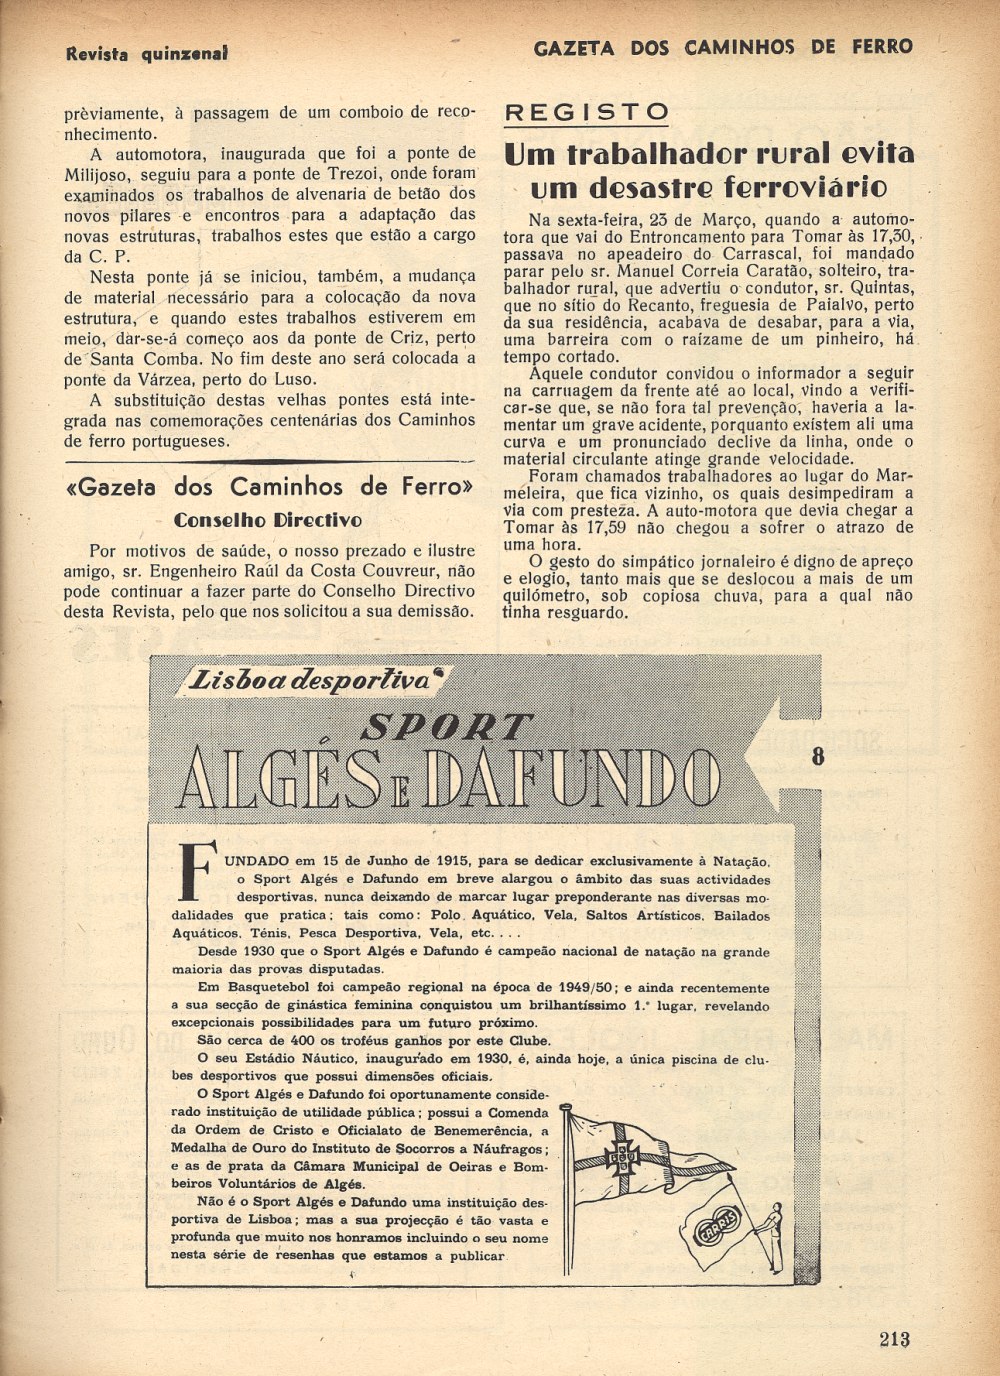 Revista quinzenal
GAZETA DOS CAMINHOS DE FERRO
prèviamente, à passagem de um comboio de reco-
nhecimento.
A automotora, inaugurada que foi a ponte de
Milijoso, seguiu para a ponte de Trezoi, onde foram
examinados os trabalhos de alvenaria de betão dos
novos pilares e encontros para a adaptação das
novas estruturas, trabalhos estes que estão a cargo
da C. P.
Nesta ponte já se iniciou, também, a mudança
de material necessário para a colocação da nova
estrutura, e quando estes trabalhos estiverem em
meio, dar-se-á começo aos da ponte de Criz, perto
de Santa Comba. No fim deste ano será colocada a
ponte da Várzea, perto do Luso.
A substituição destas velhas pontes está inte-
grada nas comemorações centenárias dos Caminhos
de ferro portugueses.
«Gazeta dos Caminhos de Ferro»
Conselho Directivo
Por motivos de saúde, o nosso prezado e ilustre
amigo, sr. Engenheiro Raúl da Costa Couvreur, não
pode continuar a fazer parte do Conselho Directivo
desta Revista, pelo que nos solicitou a sua demissão.
REGISTO
Um trabalhador rural evita
um desastre ferroviário
Na sexta-feira, 23 de Março, quando a automo-
tora que vai do Entroncamento para Tomar às 17,30,
passava no apeadeiro do Carrascal, foi mandado
parar pelo sr. Manuel Correia Caratão, solteiro, tra-
balhador rural, que advertiu o condutor, sr. Quintas,
que no sítio do Recanto, freguesia de Paialvo, perto
da sua residência, acabava de desabar, para a via,
uma barreira com o raízame de um pinheiro, há
tempo cortado.
Aquele condutor convidou o informador a seguir
na carruagem da frente até ao local, vindo a verifi-
car-se que, se não fora tal prevenção, haveria a la-
mentar um grave acidente, porquanto existem ali uma
curva e um pronunciado declive da linha, onde o
material circulante atinge grande velocidade.
Foram chamados trabalhadores ao lugar do Mar-
meleira, que fica vizinho, os quais desimpediram a
via com presteza. A auto-motora que devia chegar a
Tomar às 17,59 não chegou a sofrer o atrazo de
uma hora.
O gesto do simpático jornaleiro é digno de apreço
e elogio, tanto mais que se deslocou a mais de um
quilómetro, sob copiosa chuva, para a qual não
tinha resguardo.
Lisboa desportiva
SPORT
ALGÉS E DAFUNDO
8
FUNDADO em 15 de Junho de 1915, para se dedicar exclusivamente à Natação,
o Sport Algés e Dafundo em breve alargou o âmbito das suas actividades
desportivas, nunca deixando de marcar lugar preponderante nas diversas mo-
dalidades que pratica; tais como: Polo Aquático, Vela, Saltos Artísticos, Bailados
Aquáticos, Ténis, Pesca Desportiva, Vela, etc. . . .
Desde 1930 que o Sport Algés e Dafundo é campeão nacional de natação na grande
maioria das provas disputadas.
Em Basquetebol foi campeão regional na época de 1949/50; e ainda recentemente
a sua secção de ginástica feminina conquistou um brilhantíssimo 1.º lugar, revelando
excepcionais possibilidades para um futuro próximo.
São cerca de 400 os troféus ganhos por este Clube.
O seu Estádio Náutico, inaugurado em 1930, é, ainda hoje, a única piscina de clu-
bes desportivos que possui dimensões oficiais.
O Sport Algés e Dafundo foi oportunamente conside-
rado instituição de utilidade pública; possui a Comenda
da Ordem de Cristo e Oficialato de Benemerência, a
Medalha de Ouro do Instituto de Socorros a Náufragos;
e as de prata da Câmara Municipal de Oeiras e Bom-
beiros Voluntários de Algés.
Não é o Sport Algés e Dafundo uma instituição des-
portiva de Lisboa; mas a sua projecção é tão vasta e
profunda que muito nos honramos incluindo o seu nome
nesta série de resenhas que estamos a publicar
CARRIS
213